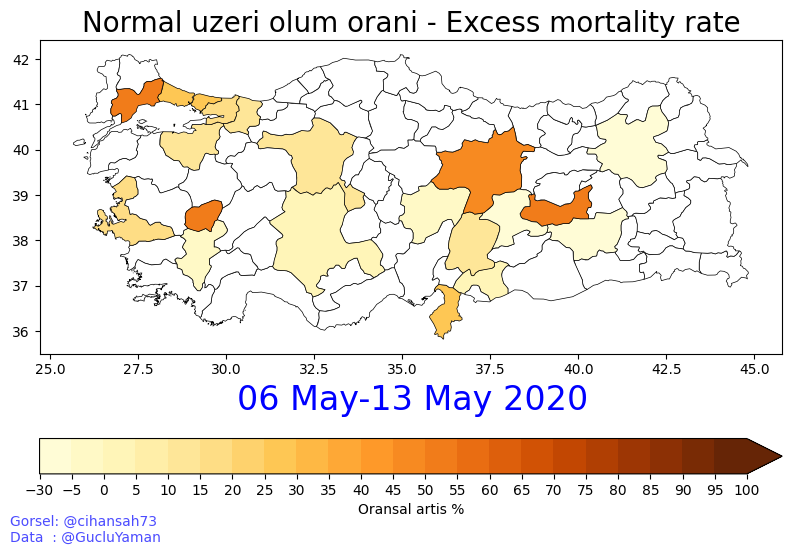 Normal uzeri olum orani - Excess mortality rate
42
41
40
39
38
37
36
25.0 27.5 30.0 32.5 35.0 37.5 40.0 42.5 45.0
06 May-13 May 2020
−30 −5 0 5 10 15 20 25 30 35 40 45 50 55 60 65 70 75 80 85 90 95 100
Oransal artis %
Gorsel: @cihansah73
Data : @GucluYaman